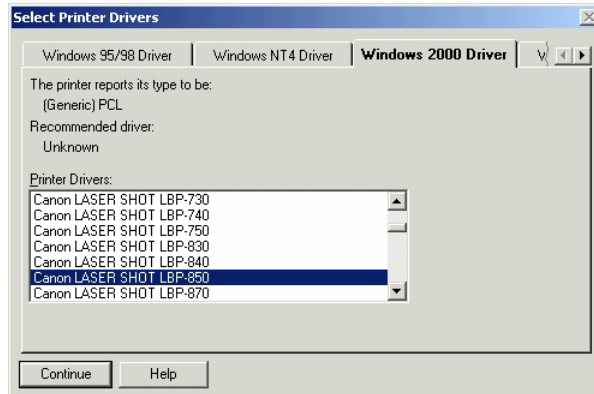 Select Printer Drivers
Windows 95/98 Driver Windows NT4 Driver Windows 2000 Driver
The printer reports its type to be:
(Generic) PCL
Recommended driver:
Unknown
Printer Drivers:
Canon LASER SHOT LBP-730
Canon LASER SHOT LBP-740
Canon LASER SHOT LBP-750
Canon LASER SHOT LBP-830
Canon LASER SHOT LBP-840
Canon LASER SHOT LBP-850
Canon LASER SHOT LBP-870
Continue Help